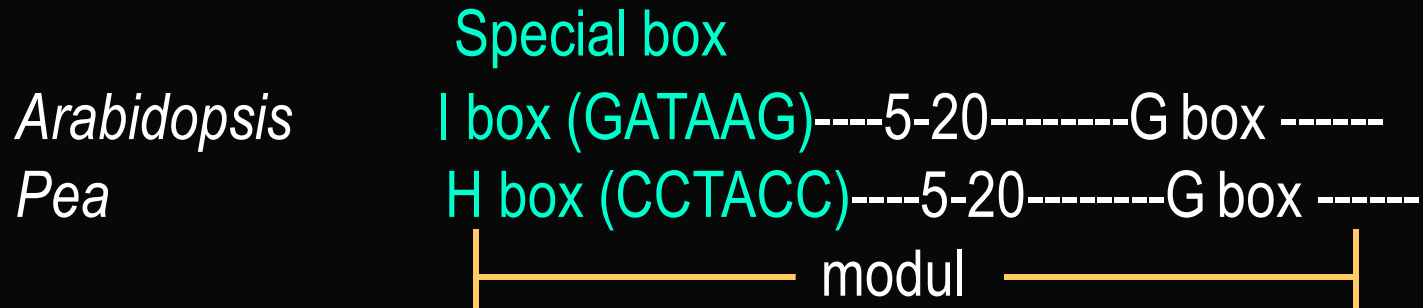 Special box
Arabidopsis I box (GATAAG)----5-20--------G box ------
Pea H box (CCTACC)----5-20--------G box ------
modul